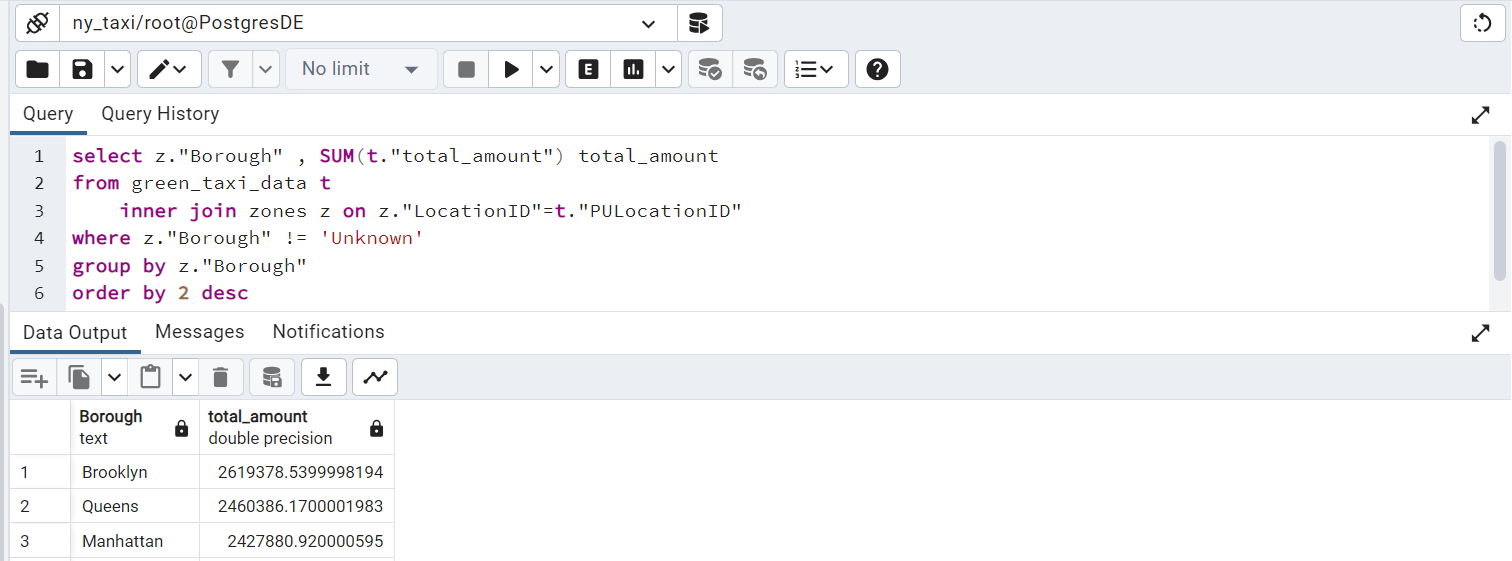 ny_taxi/root@PostgresDE
No limit
E
Query Query History
1 select z."Borough" , SUM(t."total_amount") total_amount
2 from green_taxi_data t
3 inner join zones z on z."LocationID"=t."PULocationID"
4 where z."Borough" != 'Unknown'
5 group by z."Borough"
6 order by 2 desc
Data Output Messages Notifications
Borough total_amount
text double precision
1 Brooklyn 2619378.5399998194
2 Queens 2460386.1700001983
3 Manhattan 2427880.920000595